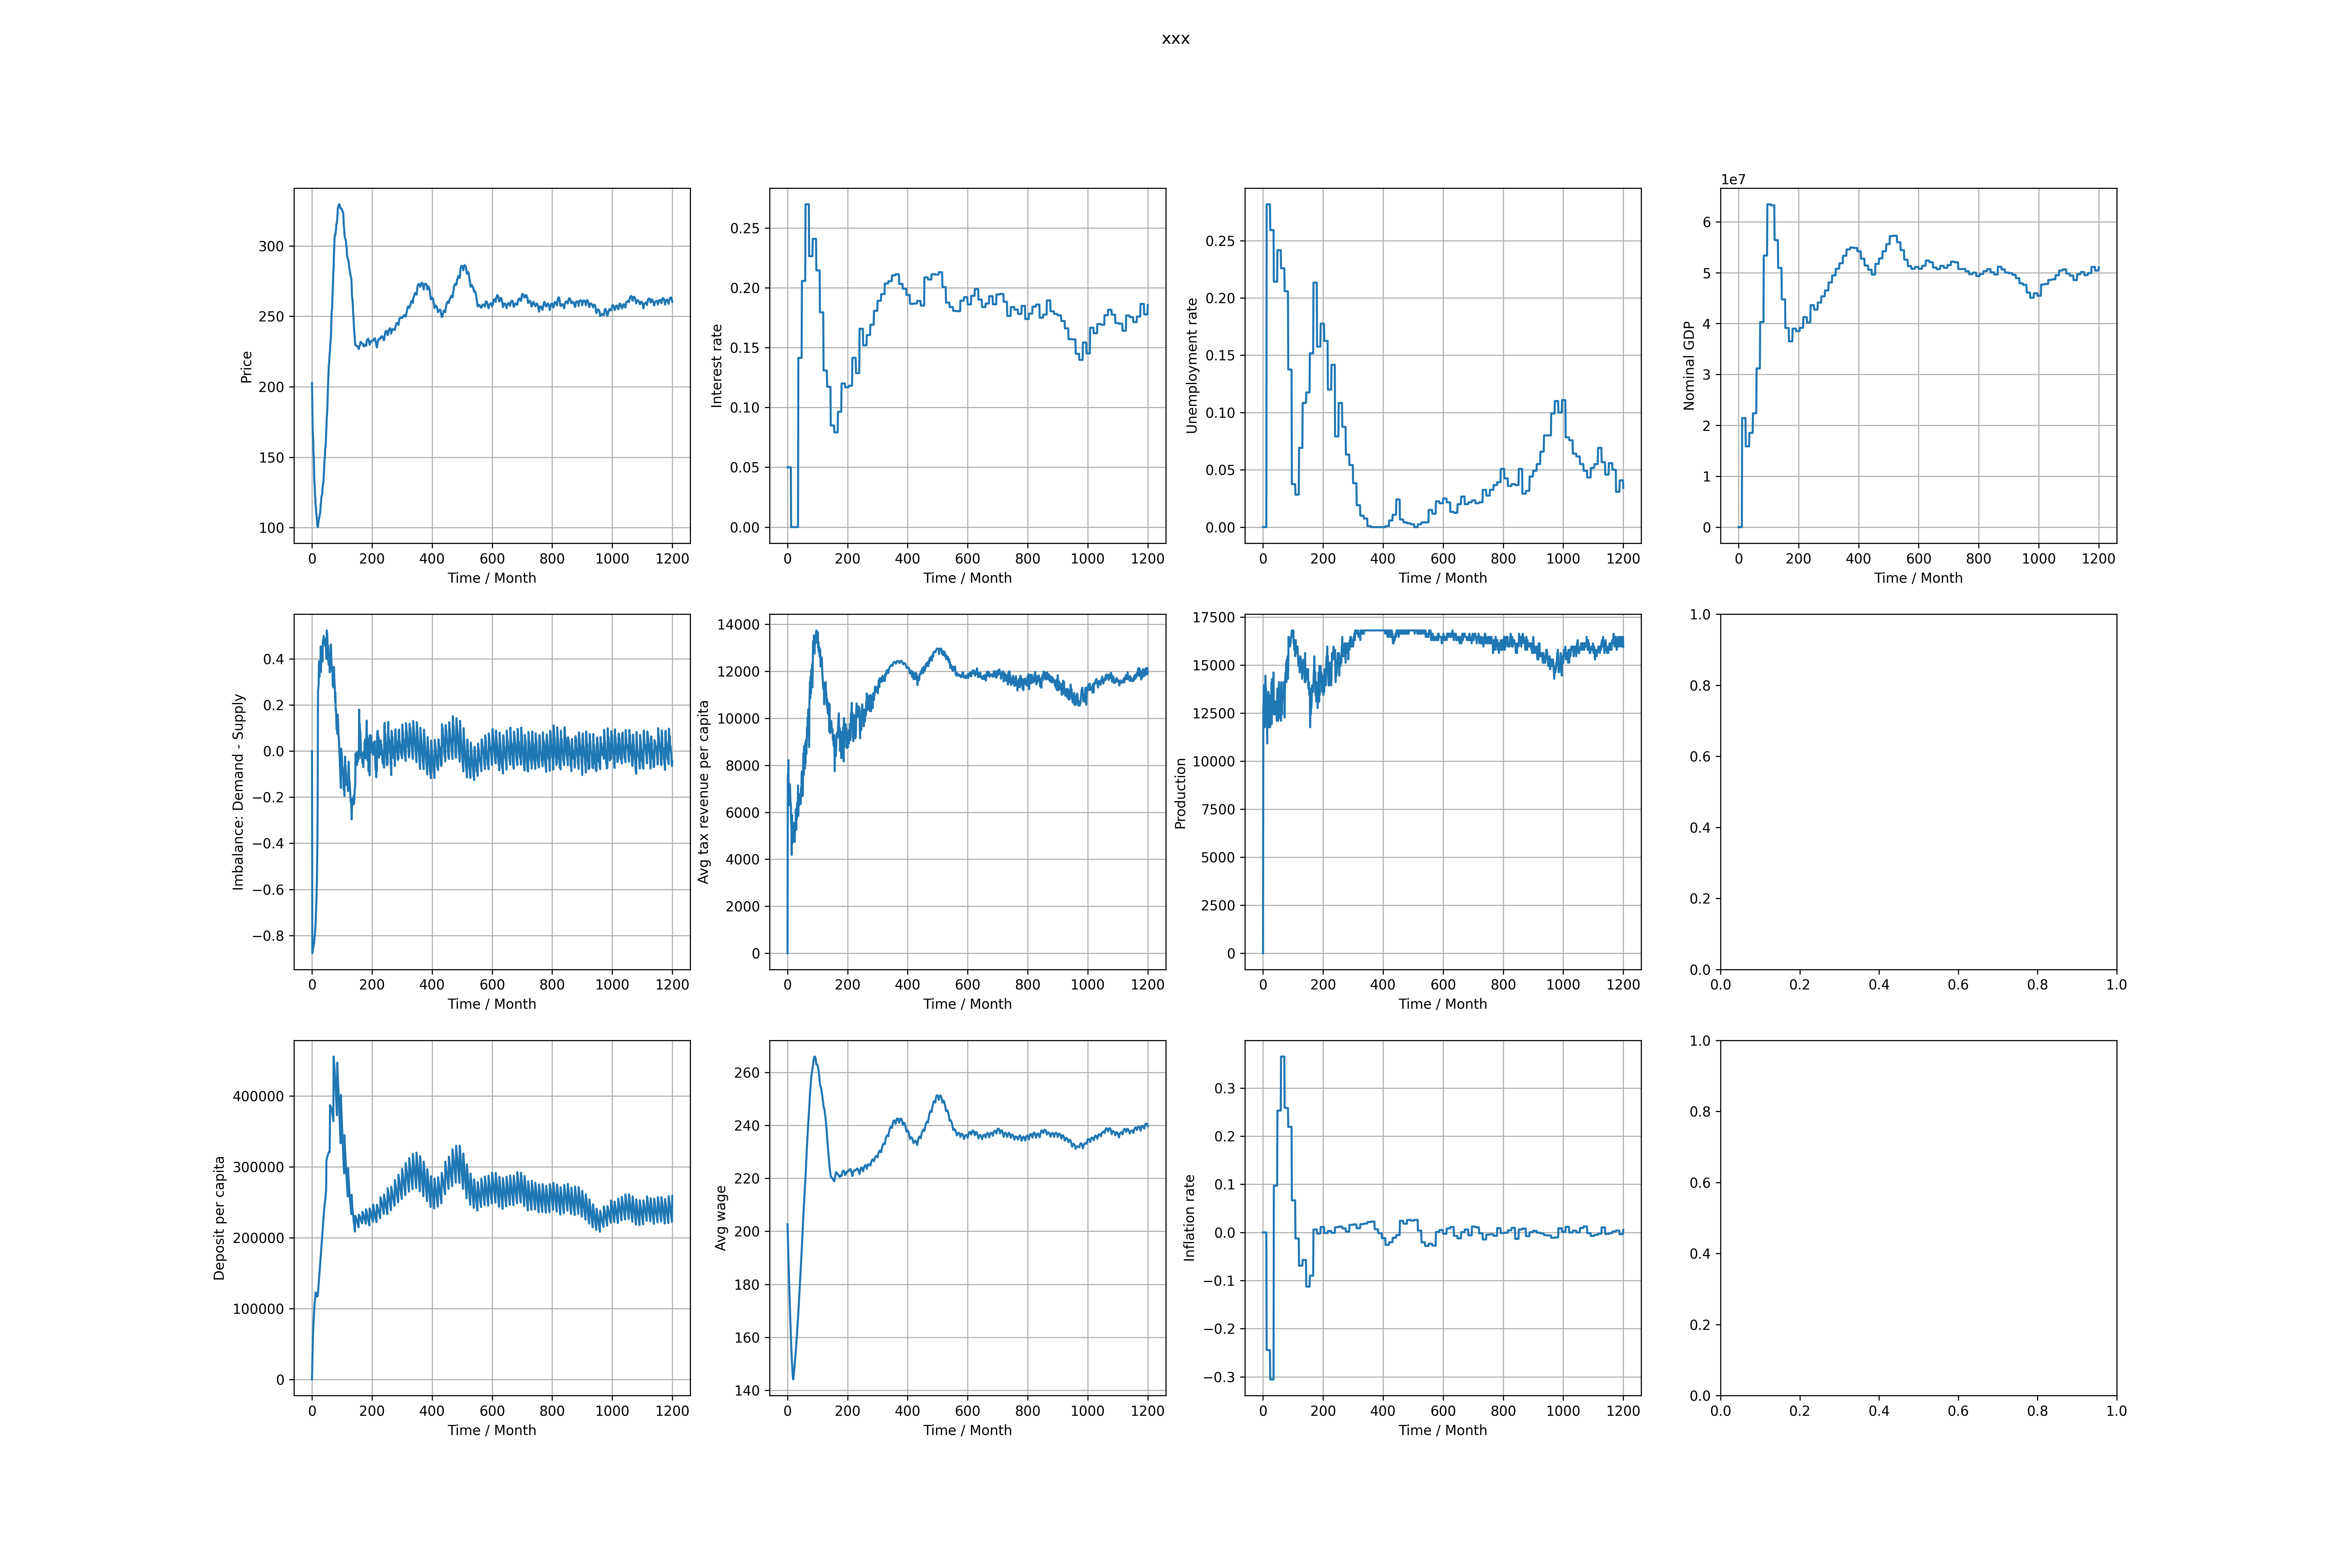 xxx
300
250
200
150
100
Price
0 200 400 600 800 1000 1200
Time / Month
0.25
0.20
0.15
0.10
0.05
0.00
Interest rate
0 200 400 600 800 1000 1200
Time / Month
0.25
0.20
0.15
0.10
0.05
0.00
Unemployment rate
0 200 400 600 800 1000 1200
Time / Month
1e7
6
5
4
3
2
1
0
Nominal GDP
0 200 400 600 800 1000 1200
Time / Month
0.4
0.2
0.0
−0.2
−0.4
−0.6
−0.8
Imbalance: Demand - Supply
0 200 400 600 800 1000 1200
Time / Month
14000
12000
10000
8000
6000
4000
2000
0
Avg tax revenue per capita
0 200 400 600 800 1000 1200
Time / Month
17500
15000
12500
10000
7500
5000
2500
0
Production
0 200 400 600 800 1000 1200
Time / Month
1.0
0.8
0.6
0.4
0.2
0.0
0.0 0.2 0.4 0.6 0.8 1.0
400000
300000
200000
100000
0
Deposit per capita
0 200 400 600 800 1000 1200
Time / Month
260
240
220
200
180
160
140
Avg wage
0 200 400 600 800 1000 1200
Time / Month
0.3
0.2
0.1
0.0
−0.1
−0.2
−0.3
Inflation rate
0 200 400 600 800 1000 1200
Time / Month
1.0
0.8
0.6
0.4
0.2
0.0
0.0 0.2 0.4 0.6 0.8 1.0